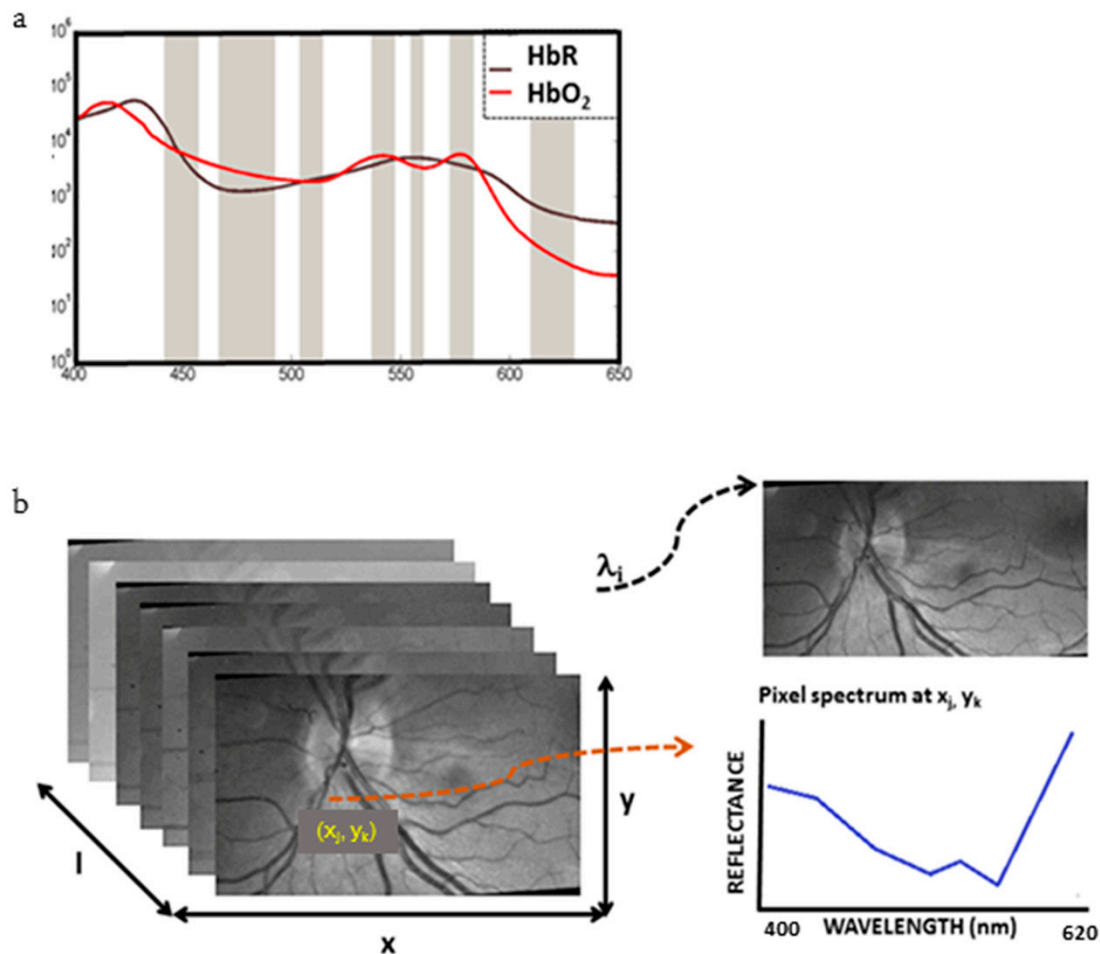 a
10⁶
10⁵
10⁴
10³
10²
10¹
10⁰
400 450 500 550 600 650
HbR
HbO₂
b
λᵢ
(xⱼ, yₖ)
l
x
y
Pixel spectrum at xⱼ, yₖ
REFLECTANCE
400 WAVELENGTH (nm) 620